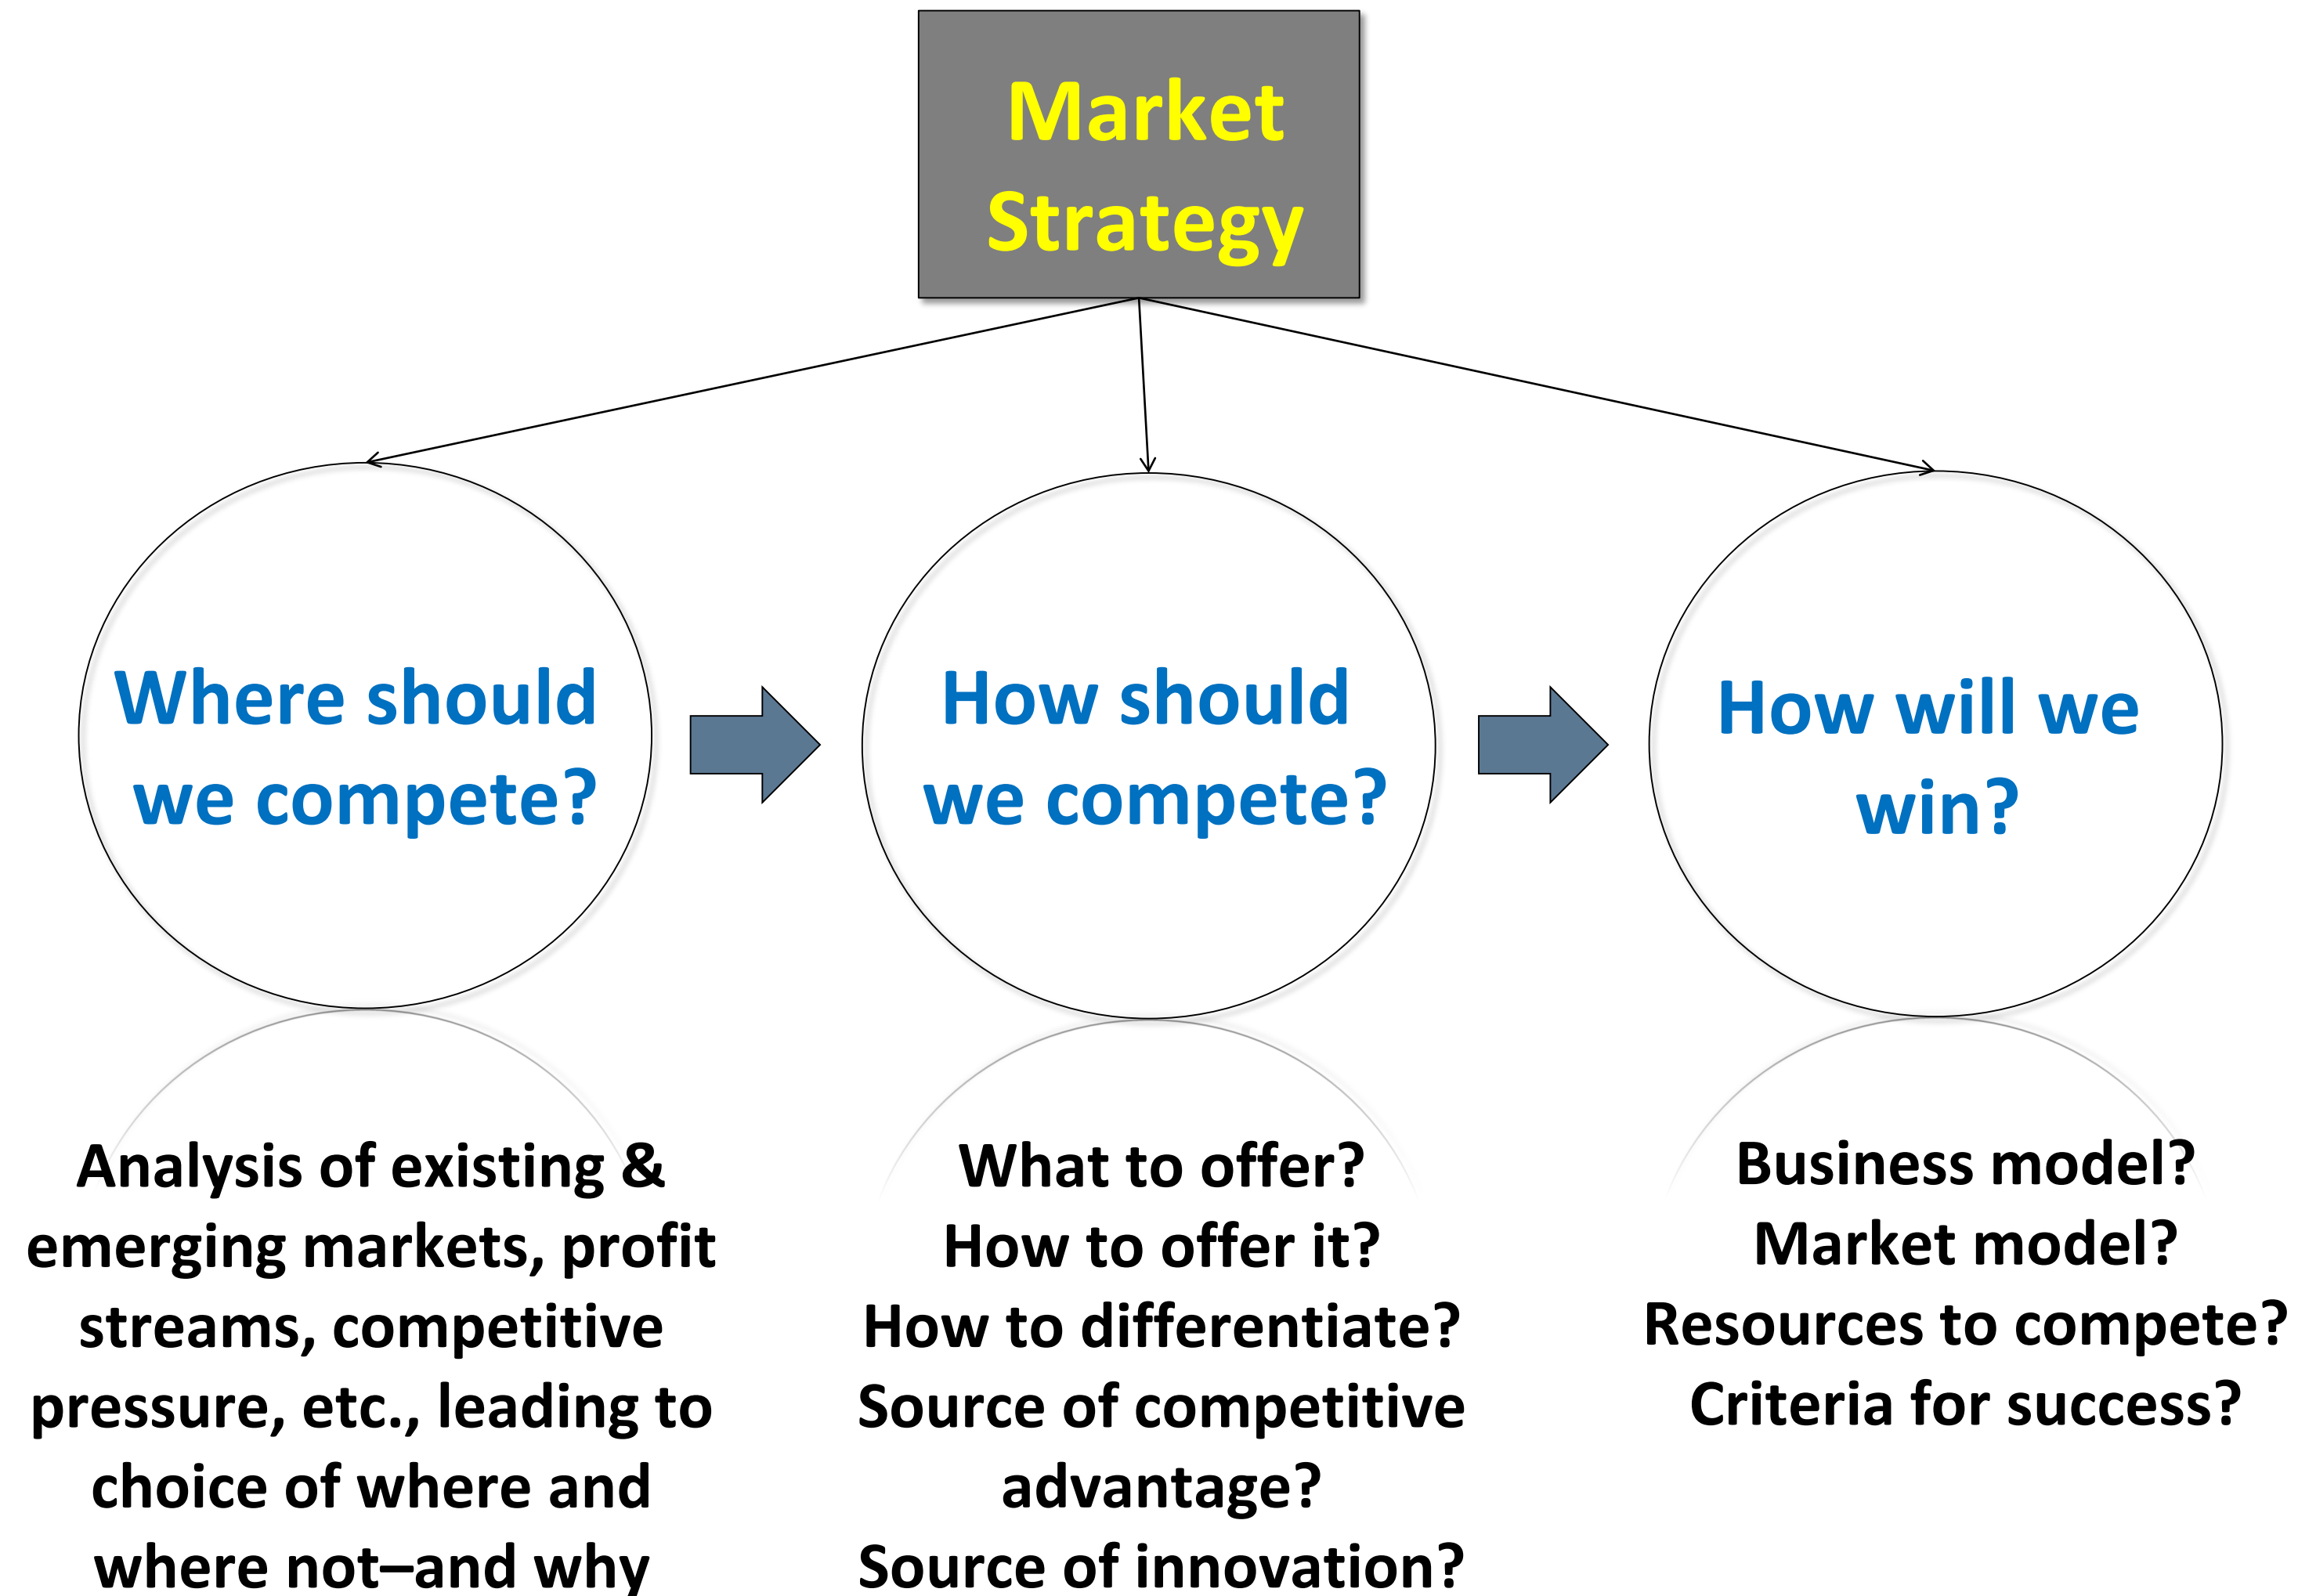 Market
Strategy
Where should
we compete?
How should
we compete?
How will we
win?
Analysis of existing &
emerging markets, profit
streams, competitive
pressure, etc., leading to
choice of where and
where not—and why
What to offer?
How to offer it?
How to differentiate?
Source of competitive
advantage?
Source of innovation?
Business model?
Market model?
Resources to compete?
Criteria for success?